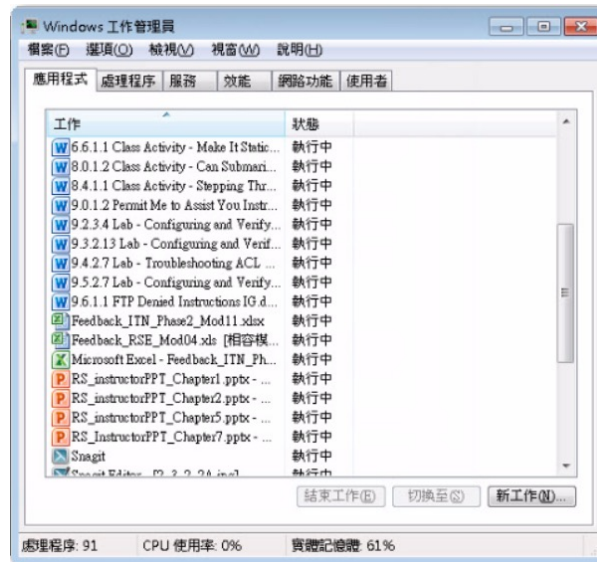 Windows 工作管理員
檔案(F) 選項(O) 檢視(V) 視窗(W) 說明(H)
應用程式 處理程序 服務 效能 網路功能 使用者
工作 狀態
6.6.1.1 Class Activity - Make It Static... 執行中
8.0.1.2 Class Activity - Can Submari... 執行中
8.4.1.1 Class Activity - Stepping Thr... 執行中
9.0.1.2 Permit Me to Assist You Instr... 執行中
9.2.3.4 Lab - Configuring and Verify... 執行中
9.3.2.13 Lab - Configuring and Verif... 執行中
9.4.2.7 Lab - Troubleshooting ACL ... 執行中
9.5.2.7 Lab - Configuring and Verify... 執行中
9.6.1.1 FTP Denied Instructions IG.d... 執行中
Feedback_ITN_Phase2_Mod11.xlsx 執行中
Feedback_RSE_Mod04.xls [相容模... 執行中
Microsoft Excel - Feedback_ITN_Ph... 執行中
RS_instructorPPT_Chapter1.pptx - ... 執行中
RS_instructorPPT_Chapter2.pptx - ... 執行中
RS_instructorPPT_Chapter5.pptx - ... 執行中
RS_InstructorPPT_Chapter7.pptx - ... 執行中
Snagit 執行中
Snagit Editor 執行中
結束工作(E) 切換至(S) 新工作(N)...
處理程序: 91 CPU 使用率: 0% 實體記憶體: 61%